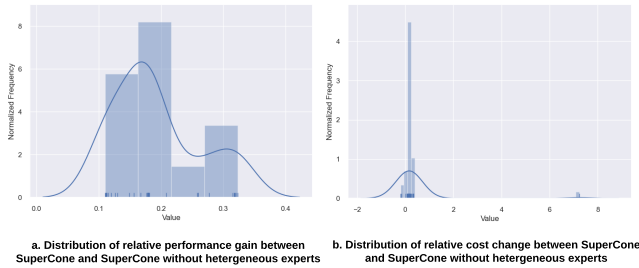 8
6
4
2
0
Normalized Frequency
0.0 0.1 0.2 0.3 0.4
Value
4
3
2
1
0
Normalized Frequency
−2 0 2 4 6 8
Value
a. Distribution of relative performance gain between
SuperCone and SuperCone without hetergeneous experts
b. Distribution of relative cost change between SuperCone
and SuperCone without hetergeneous experts